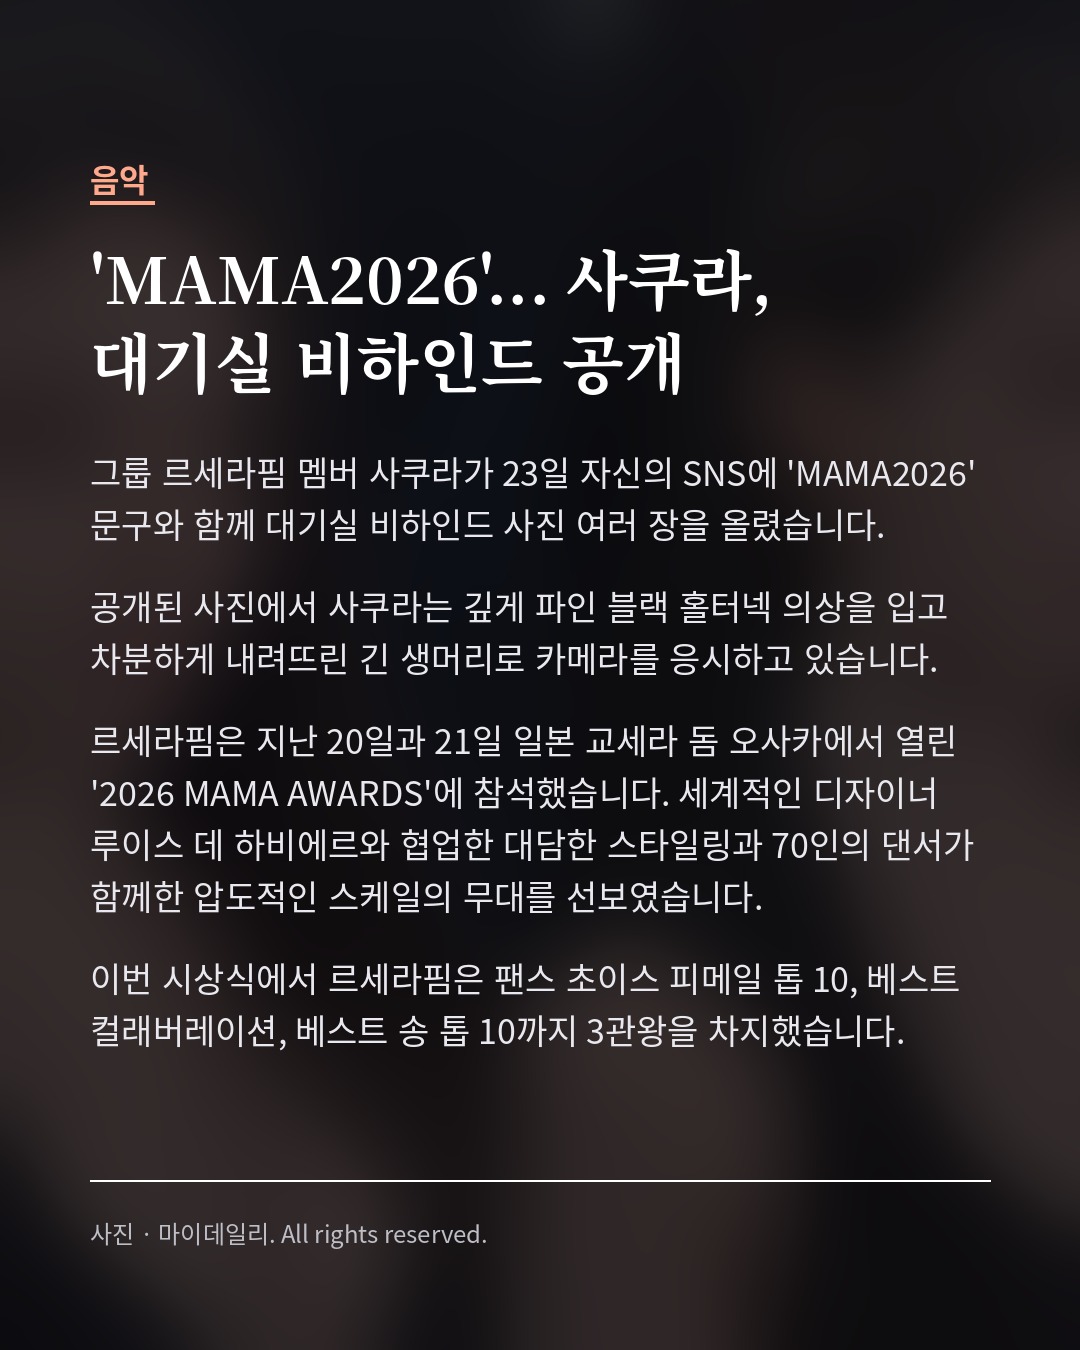 음악
'MAMA2026'... 사쿠라,
대기실 비하인드 공개
그룹 르세라핌 멤버 사쿠라가 23일 자신의 SNS에 'MAMA2026'
문구와 함께 대기실 비하인드 사진 여러 장을 올렸습니다.
공개된 사진에서 사쿠라는 깊게 파인 블랙 홀터넥 의상을 입고
차분하게 내려뜨린 긴 생머리로 카메라를 응시하고 있습니다.
르세라핌은 지난 20일과 21일 일본 교세라 돔 오사카에서 열린
'2026 MAMA AWARDS'에 참석했습니다. 세계적인 디자이너
루이스 데 하비에르와 협업한 대담한 스타일링과 70인의 댄서가
함께한 압도적인 스케일의 무대를 선보였습니다.
이번 시상식에서 르세라핌은 팬스 초이스 피메일 톱 10, 베스트
컬래버레이션, 베스트 송 톱 10까지 3관왕을 차지했습니다.
사진 · 마이데일리. All rights reserved.